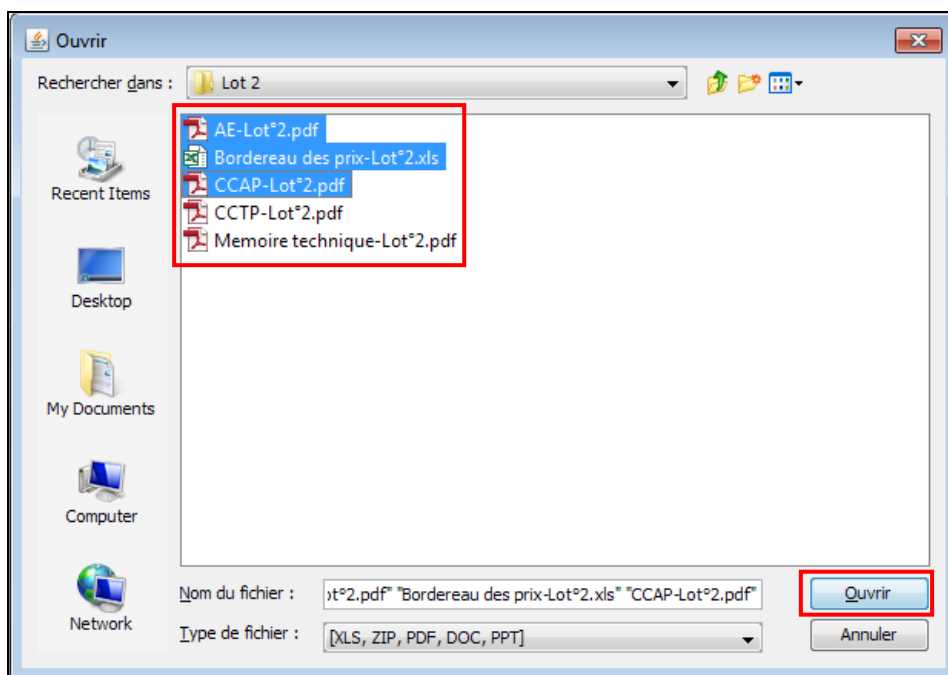 Ouvrir
Rechercher dans : Lot 2
AE-Lot°2.pdf
Bordereau des prix-Lot°2.xls
CCAP-Lot°2.pdf
CCTP-Lot°2.pdf
Memoire technique-Lot°2.pdf
Recent Items
Desktop
My Documents
Computer
Network
Nom du fichier : ot°2.pdf" "Bordereau des prix-Lot°2.xls" "CCAP-Lot°2.pdf" Ouvrir
Type de fichier : [XLS, ZIP, PDF, DOC, PPT] Annuler